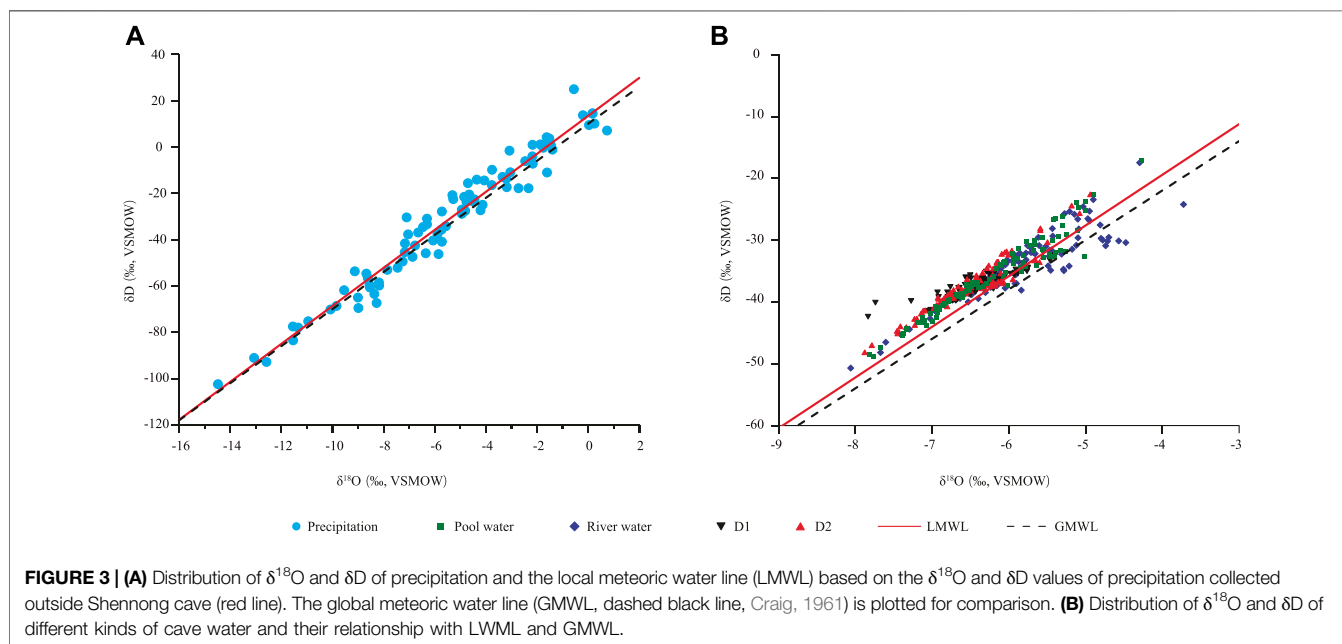 A
B
40
20
0
-20
-40
-60
-80
-100
-120
δD (‰, VSMOW)
-16 -14 -12 -10 -8 -6 -4 -2 0 2
δ¹⁸O (‰, VSMOW)
0
-10
-20
-30
-40
-50
-60
δD (‰, VSMOW)
-9 -8 -7 -6 -5 -4 -3
δ¹⁸O (‰, VSMOW)
Precipitation Pool water River water D1 D2 LMWL GMWL
FIGURE 3 | (A) Distribution of δ¹⁸O and δD of precipitation and the local meteoric water line (LMWL) based on the δ¹⁸O and δD values of precipitation collected
outside Shennong cave (red line). The global meteoric water line (GMWL, dashed black line, Craig, 1961) is plotted for comparison. (B) Distribution of δ¹⁸O and δD of
different kinds of cave water and their relationship with LWML and GMWL.